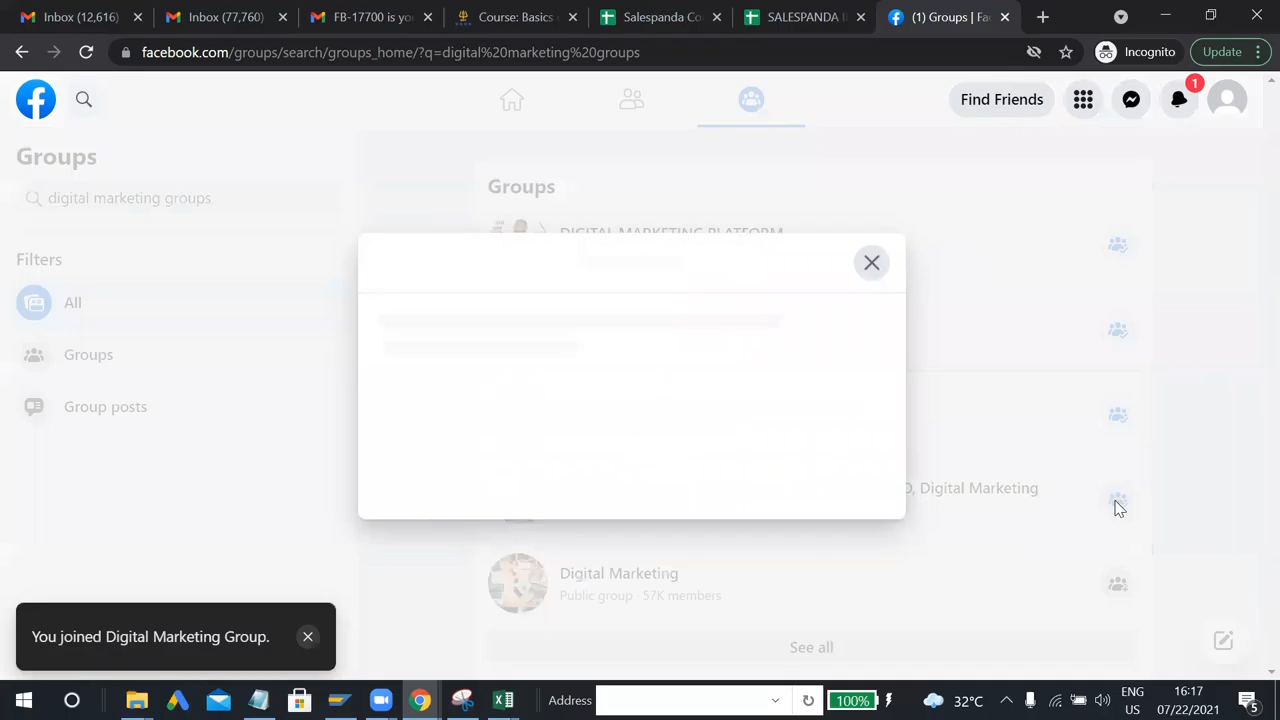 Inbox (12,616)
Inbox (77,760)
FB-17700 is yo
Course: Basics
Salespanda Co
SALESPANDA
(1) Groups | Fa
facebook.com/groups/search/groups_home/?q=digital%20marketing%20groups
Incognito
Update
Find Friends
1
Groups
digital marketing groups
Filters
All
Groups
Group posts
Groups
DIGITAL MARKETING PLATFORM
O, Digital Marketing
Digital Marketing
Public group · 57K members
See all
You joined Digital Marketing Group.
Address
100%
32°C
ENG
US
16:17
07/22/2021
5